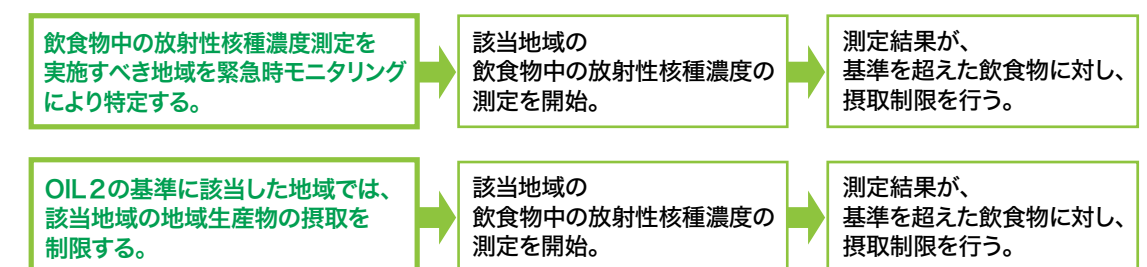 飲食物中の放射性核種濃度測定を
実施すべき地域を緊急時モニタリング
により特定する。
該当地域の
飲食物中の放射性核種濃度の
測定を開始。
測定結果が、
基準を超えた飲食物に対し、
摂取制限を行う。
OIL2の基準に該当した地域では、
該当地域の地域生産物の摂取を
制限する。
該当地域の
飲食物中の放射性核種濃度の
測定を開始。
測定結果が、
基準を超えた飲食物に対し、
摂取制限を行う。